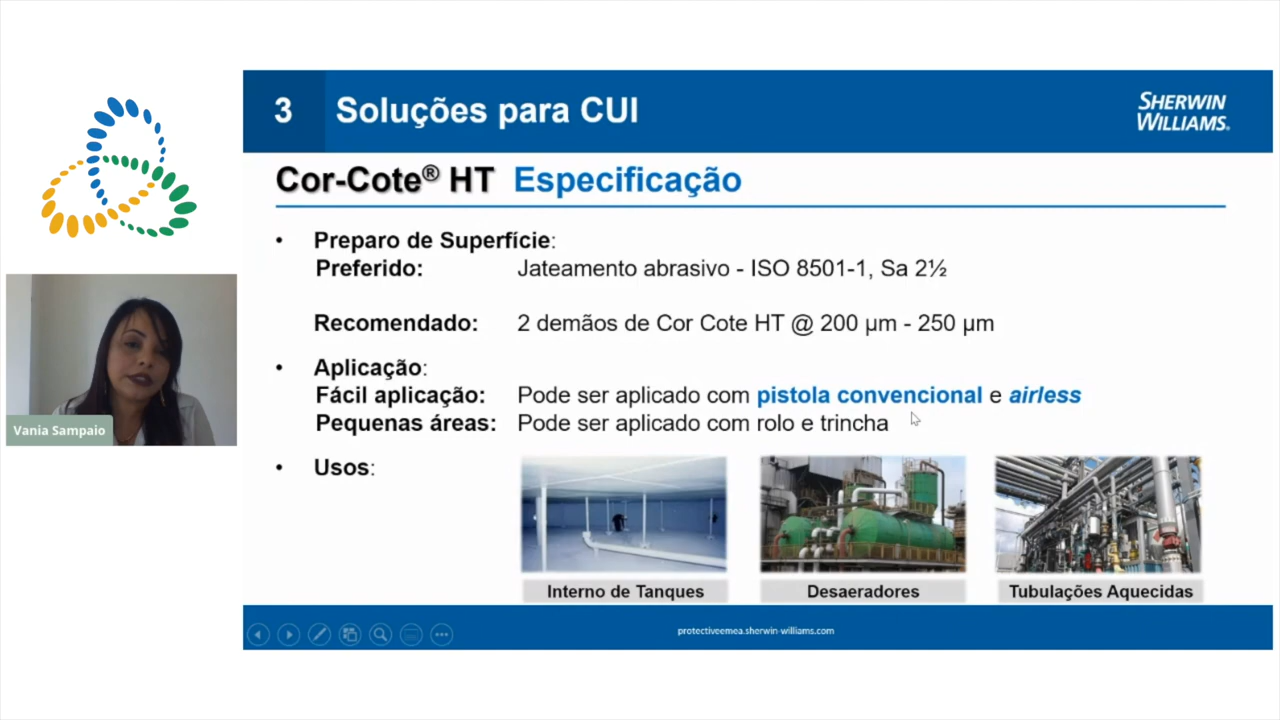 3 Soluções para CUI
SHERWIN
WILLIAMS.
Cor-Cote® HT Especificação
• Preparo de Superfície:
Preferido: Jateamento abrasivo - ISO 8501-1, Sa 2½
Recomendado: 2 demãos de Cor Cote HT @ 200 µm - 250 µm
• Aplicação:
Fácil aplicação: Pode ser aplicado com pistola convencional e airless
Pequenas áreas: Pode ser aplicado com rolo e trincha
Vania Sampaio
• Usos:
Interno de Tanques
Desaeradores
Tubulações Aquecidas
protectiveemea.sherwin-williams.com